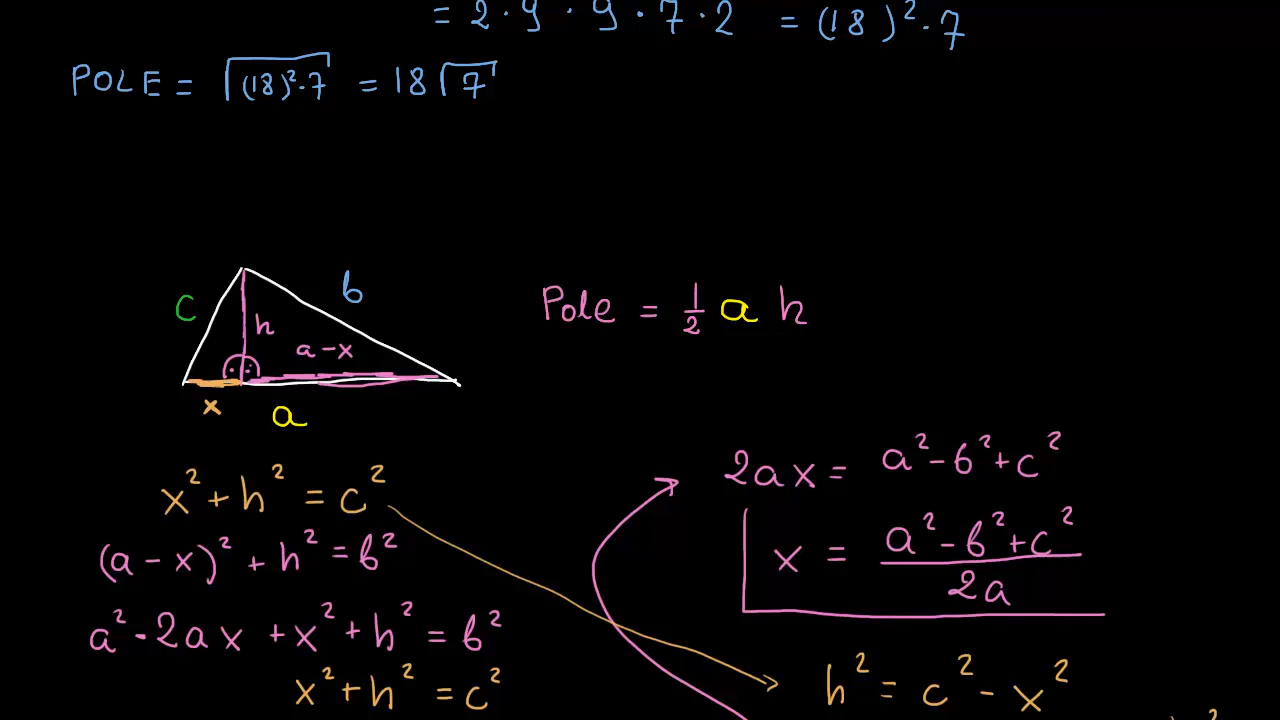 = 2 · 9 · 9 · 7 · 2 = (18)² · 7
POLE = √(18)²·7 = 18√7
c
b
h
a-x
x
a
Pole = ½ a h
x² + h² = c²
(a - x)² + h² = b²
a² - 2ax + x² + h² = b²
x² + h² = c²
2ax = a² - b² + c²
x = a² - b² + c²
2a
h² = c² - x²